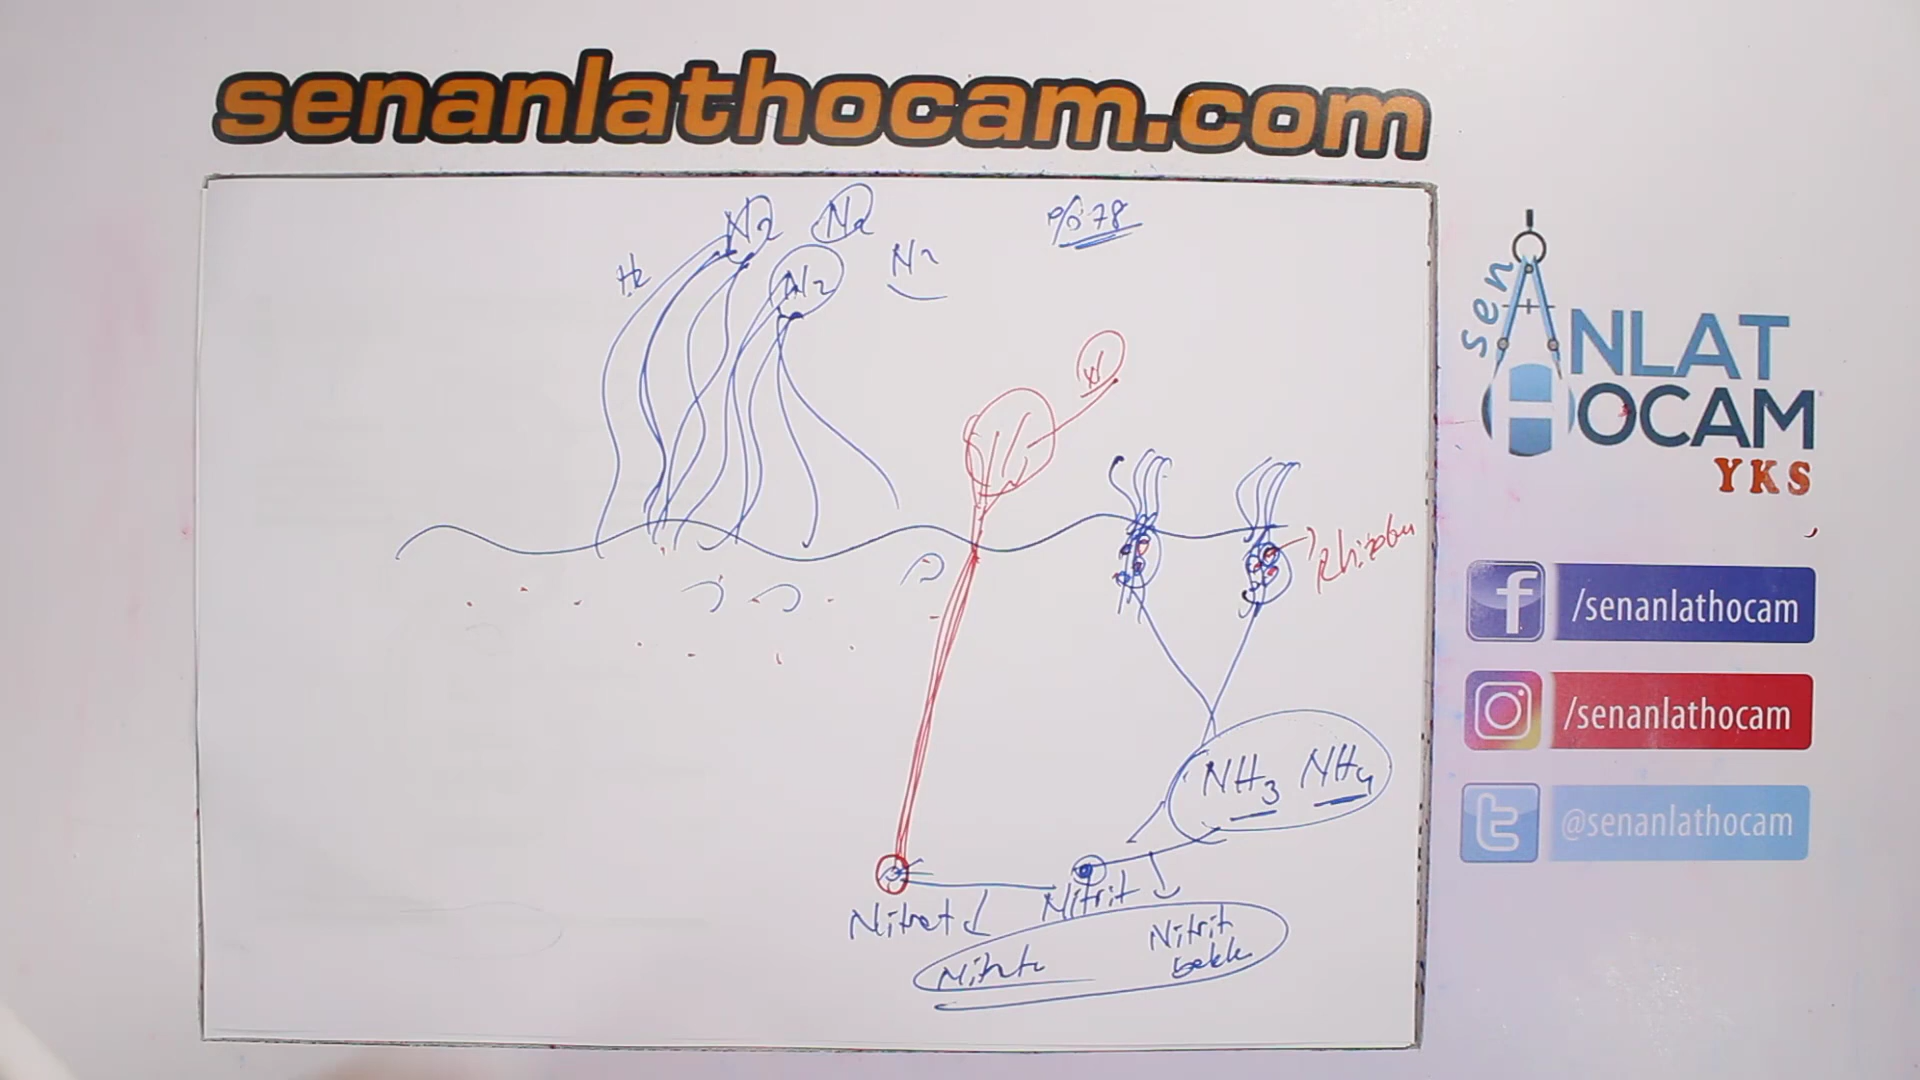 senanlathocam.com
N2 N2 %78
N2 N2
sen
ANLAT
HOCAM
YKS
/senanlathocam
/senanlathocam
NH3 NH4
@senanlathocam
Nitrit
Nitrat
Nitrit